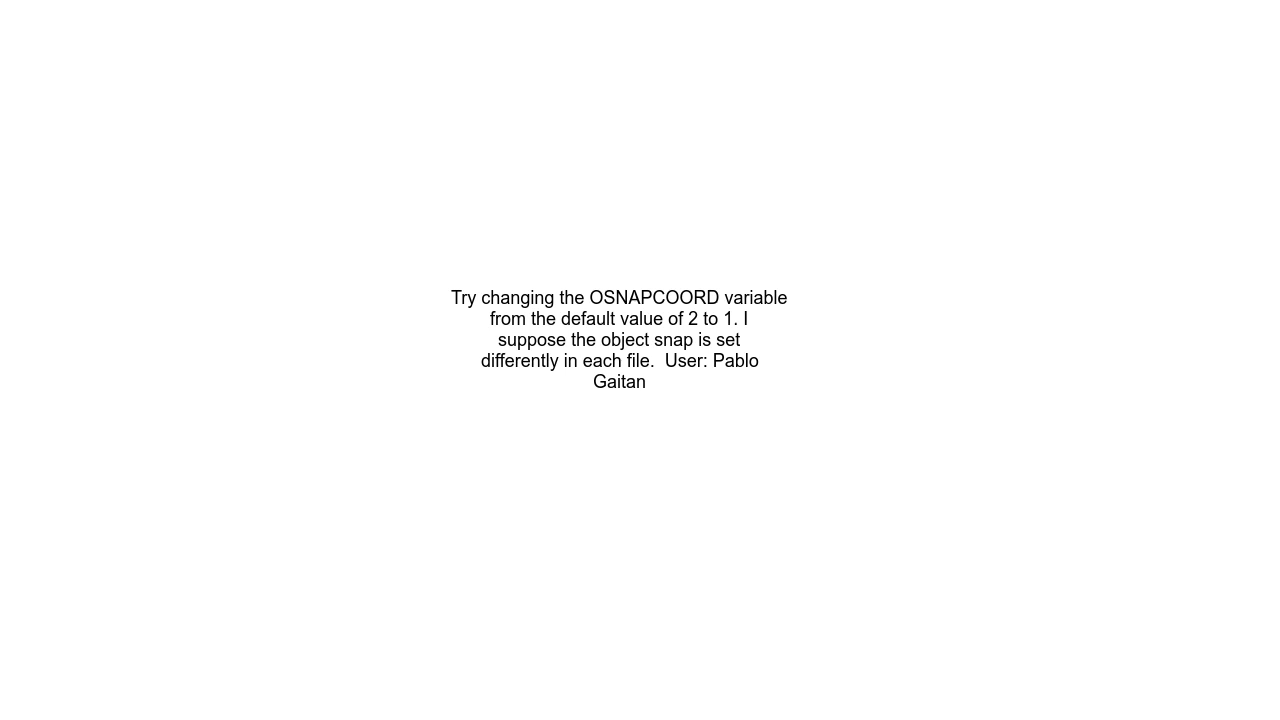 Try changing the OSNAPCOORD variable
from the default value of 2 to 1. I
suppose the object snap is set
differently in each file.  User: Pablo
Gaitan